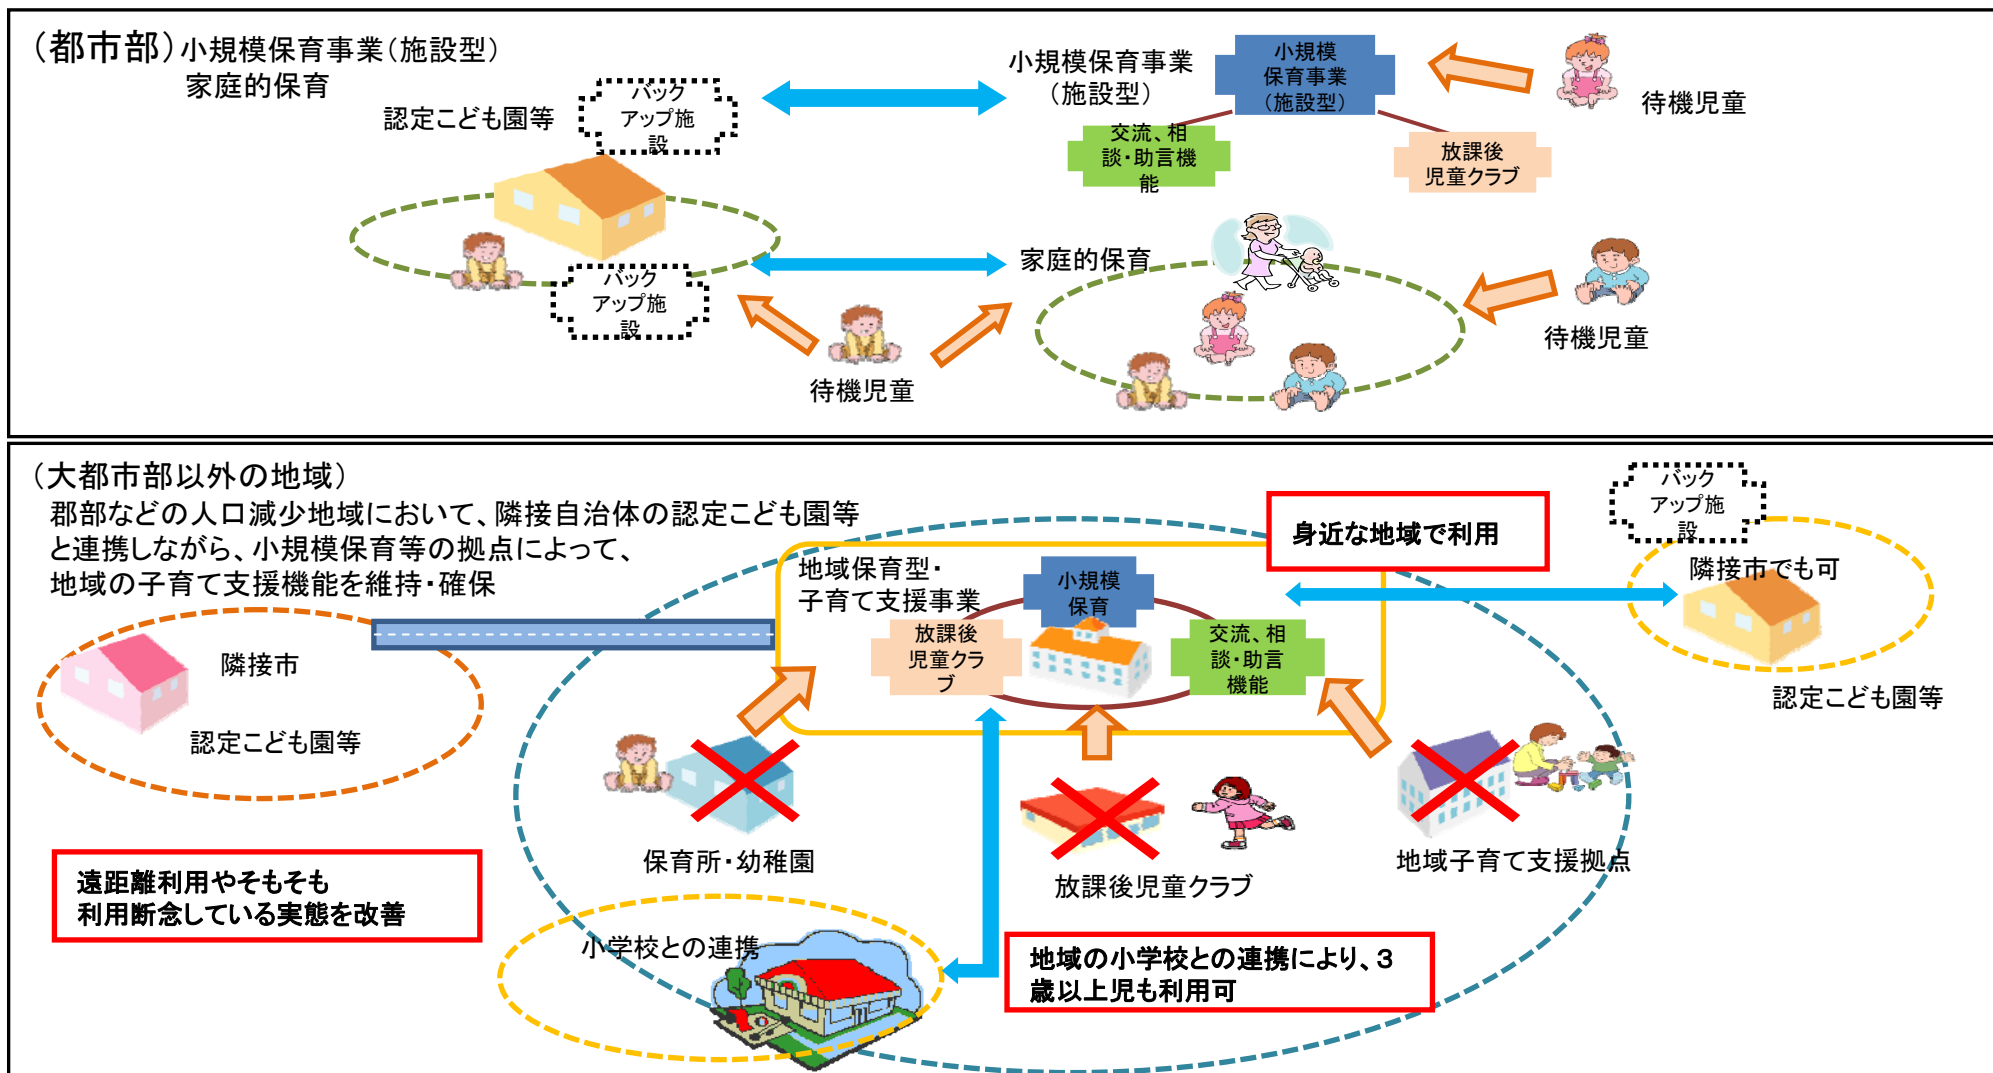 （都市部）小規模保育事業（施設型）
家庭的保育
認定こども園等
バック
アップ施
設
小規模保育事業
（施設型）
小規模
保育事業
（施設型）
交流、相
談・助言機
能
放課後
児童クラブ
待機児童
バック
アップ施
設
家庭的保育
待機児童
待機児童
（大都市部以外の地域）
郡部などの人口減少地域において、隣接自治体の認定こども園等
と連携しながら、小規模保育等の拠点によって、
地域の子育て支援機能を維持・確保
身近な地域で利用
バック
アップ施
設
隣接市でも可
認定こども園等
地域保育型・
子育て支援事業
小規模
保育
放課後
児童クラ
ブ
交流、相
談・助言
機能
隣接市
認定こども園等
保育所・幼稚園
放課後児童クラブ
地域子育て支援拠点
遠距離利用やそもそも
利用断念している実態を改善
小学校との連携
地域の小学校との連携により、３
歳以上児も利用可